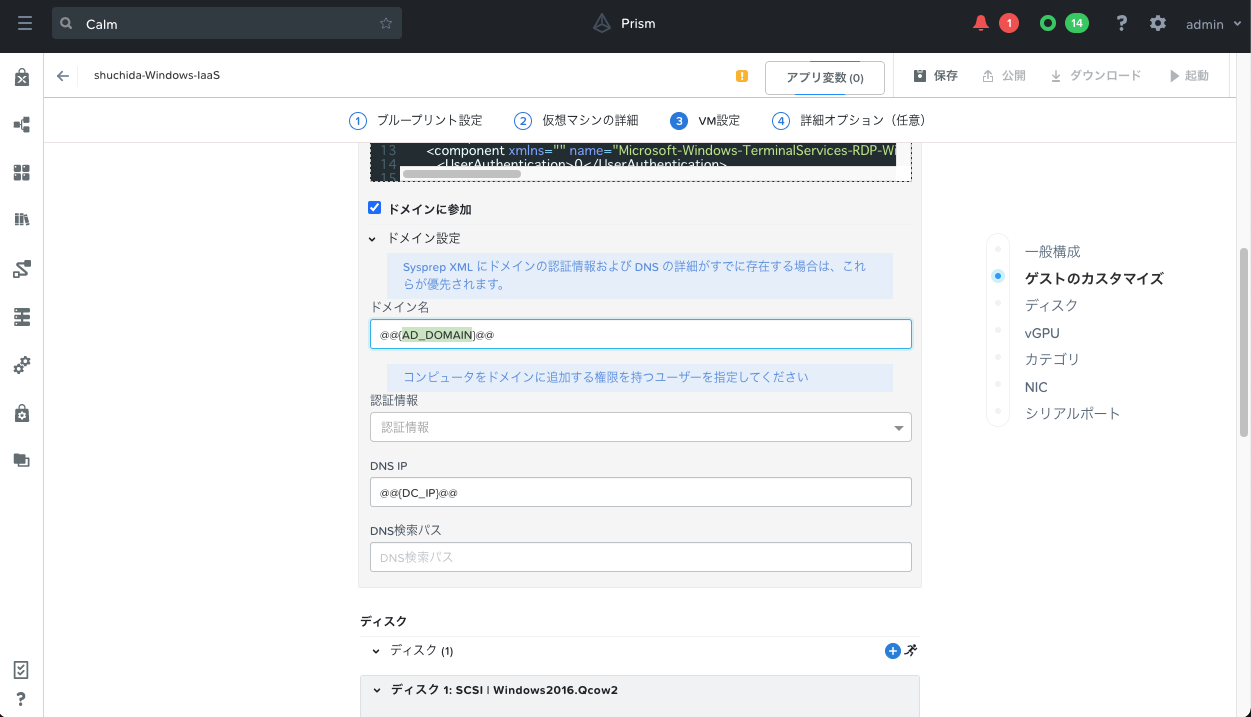 Calm
Prism
1
14
?
admin
shuchida-Windows-IaaS
!
アプリ変数 (0)
保存
公開
ダウンロード
起動
1 ブループリント設定
2 仮想マシンの詳細
3 VM設定
4 詳細オプション（任意）
13 <component xmlns="" name="Microsoft-Windows-TerminalServices-RDP-Wi
14 <UserAuthentication>0</UserAuthentication>
15
ドメインに参加
ドメイン設定
Sysprep XML にドメインの認証情報および DNS の詳細がすでに存在する場合は、これ
らが優先されます。
ドメイン名
@@{AD_DOMAIN}@@
コンピュータをドメインに追加する権限を持つユーザーを指定してください
認証情報
認証情報
DNS IP
@@{DC_IP}@@
DNS検索パス
DNS検索パス
一般構成
ゲストのカスタマイズ
ディスク
vGPU
カテゴリ
NIC
シリアルポート
ディスク
ディスク (1)
ディスク 1: SCSI | Windows2016.Qcow2
?